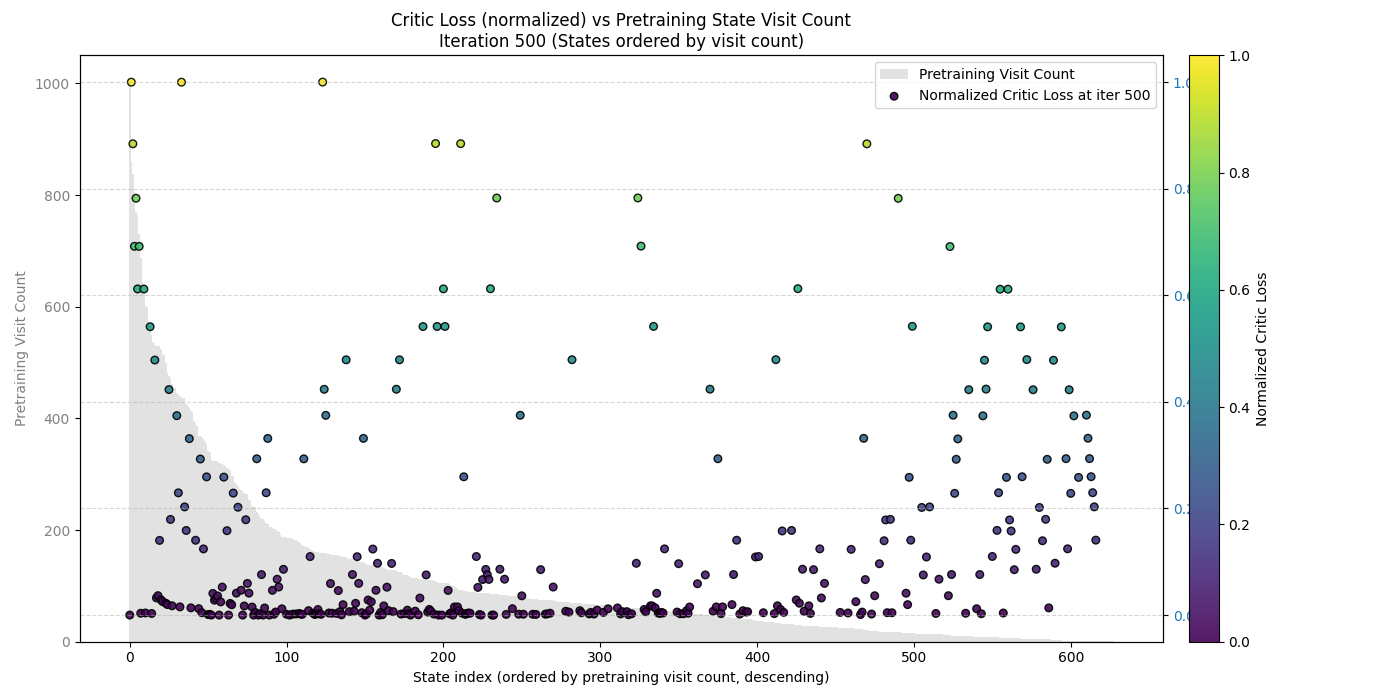 Critic Loss (normalized) vs Pretraining State Visit Count
Iteration 500 (States ordered by visit count)
Pretraining Visit Count
Normalized Critic Loss at iter 500
1000
800
600
400
200
0
Pretraining Visit Count
0
100
200
300
400
500
600
State index (ordered by pretraining visit count, descending)
1.0
0.8
0.6
0.4
0.2
0.0
Normalized Critic Loss